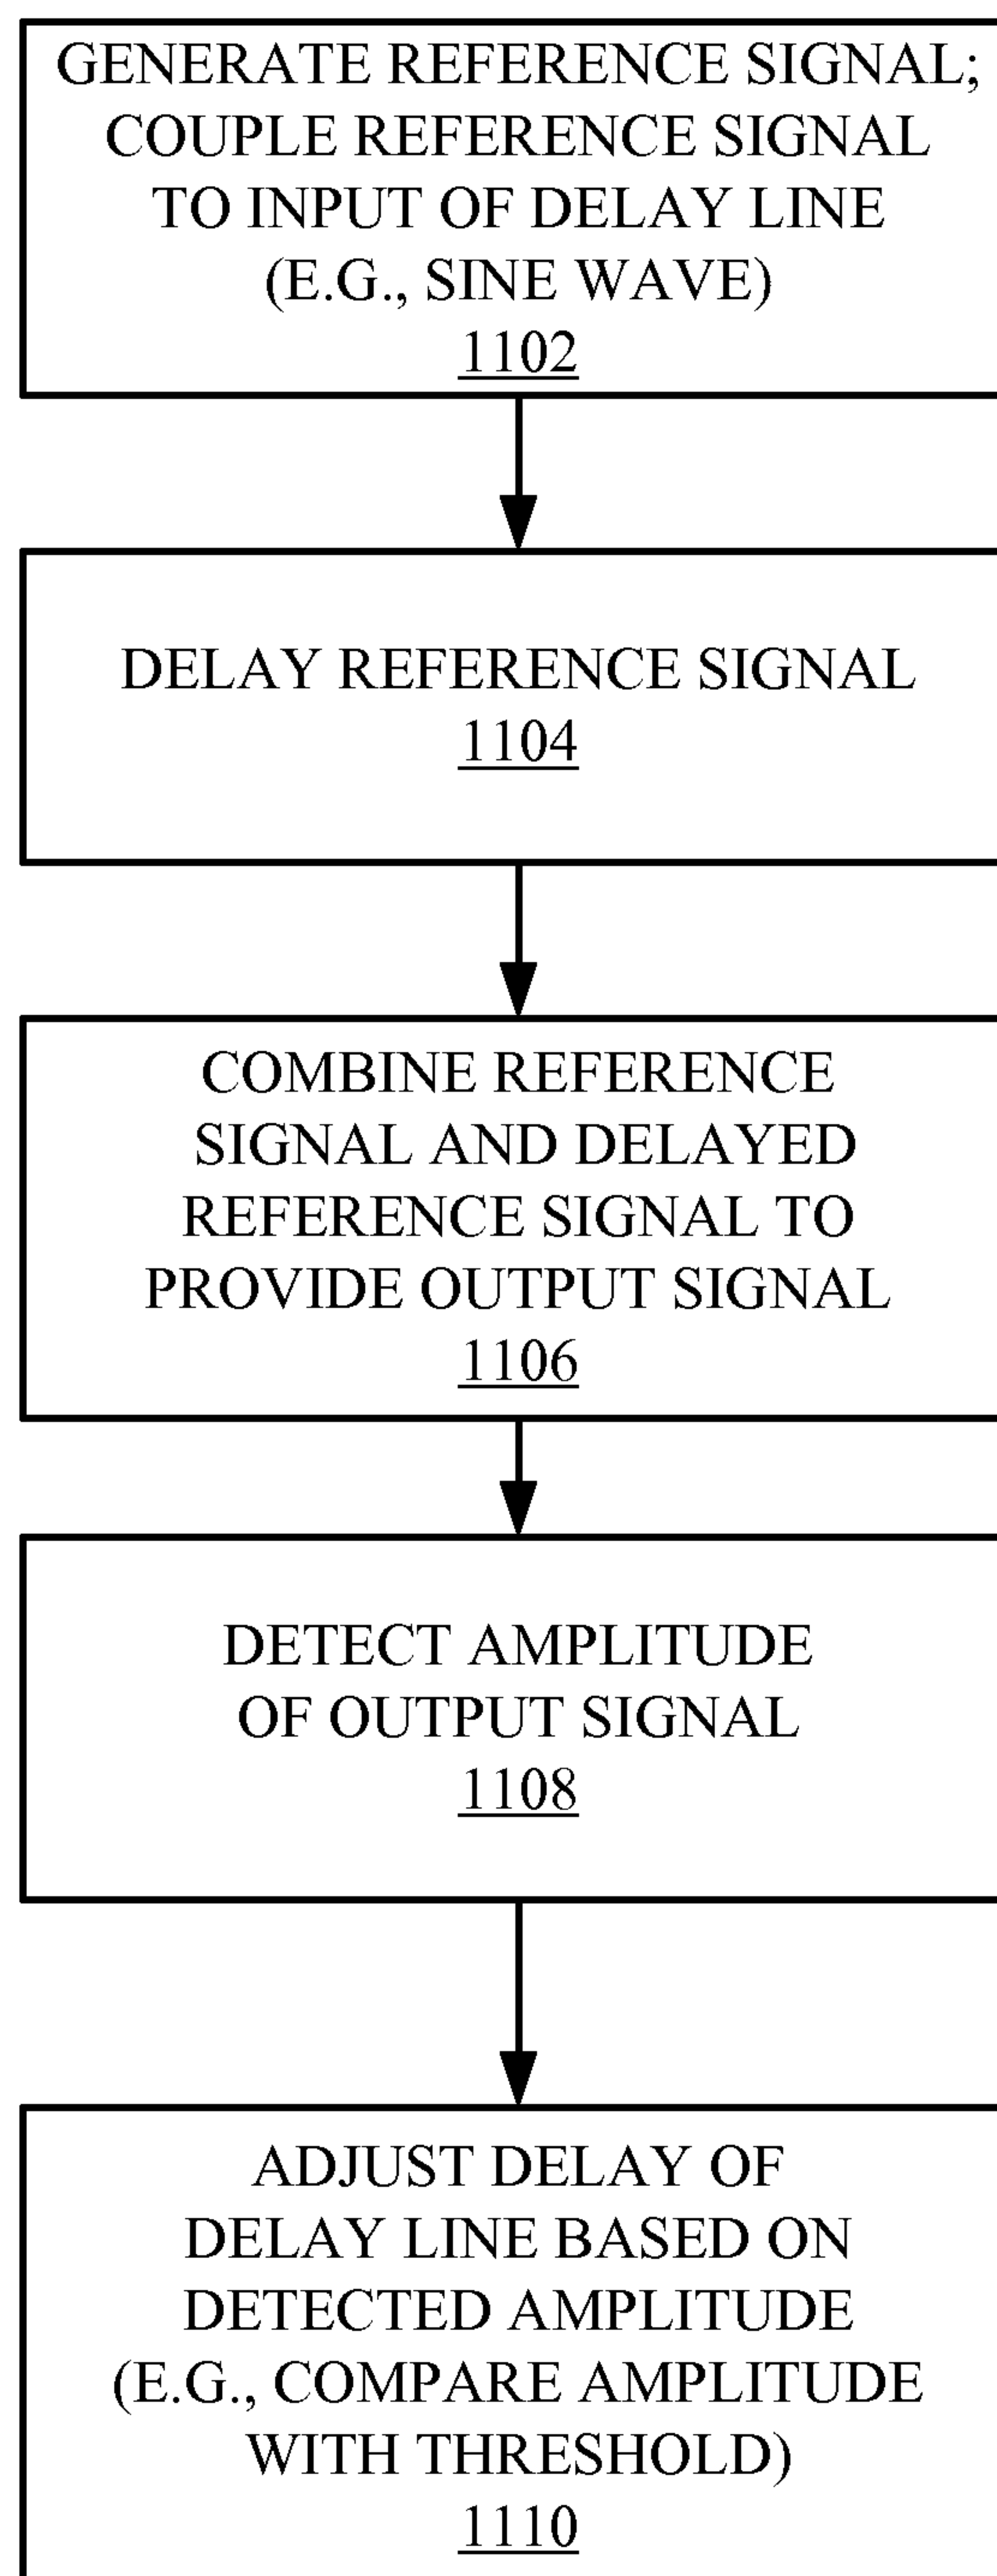 GENERATE REFERENCE SIGNAL;
COUPLE REFERENCE SIGNAL
TO INPUT OF DELAY LINE
(E.G., SINE WAVE)
1102
DELAY REFERENCE SIGNAL
1104
COMBINE REFERENCE
SIGNAL AND DELAYED
REFERENCE SIGNAL TO
PROVIDE OUTPUT SIGNAL
1106
DETECT AMPLITUDE
OF OUTPUT SIGNAL
1108
ADJUST DELAY OF
DELAY LINE BASED ON
DETECTED AMPLITUDE
(E.G., COMPARE AMPLITUDE
WITH THRESHOLD)
1110